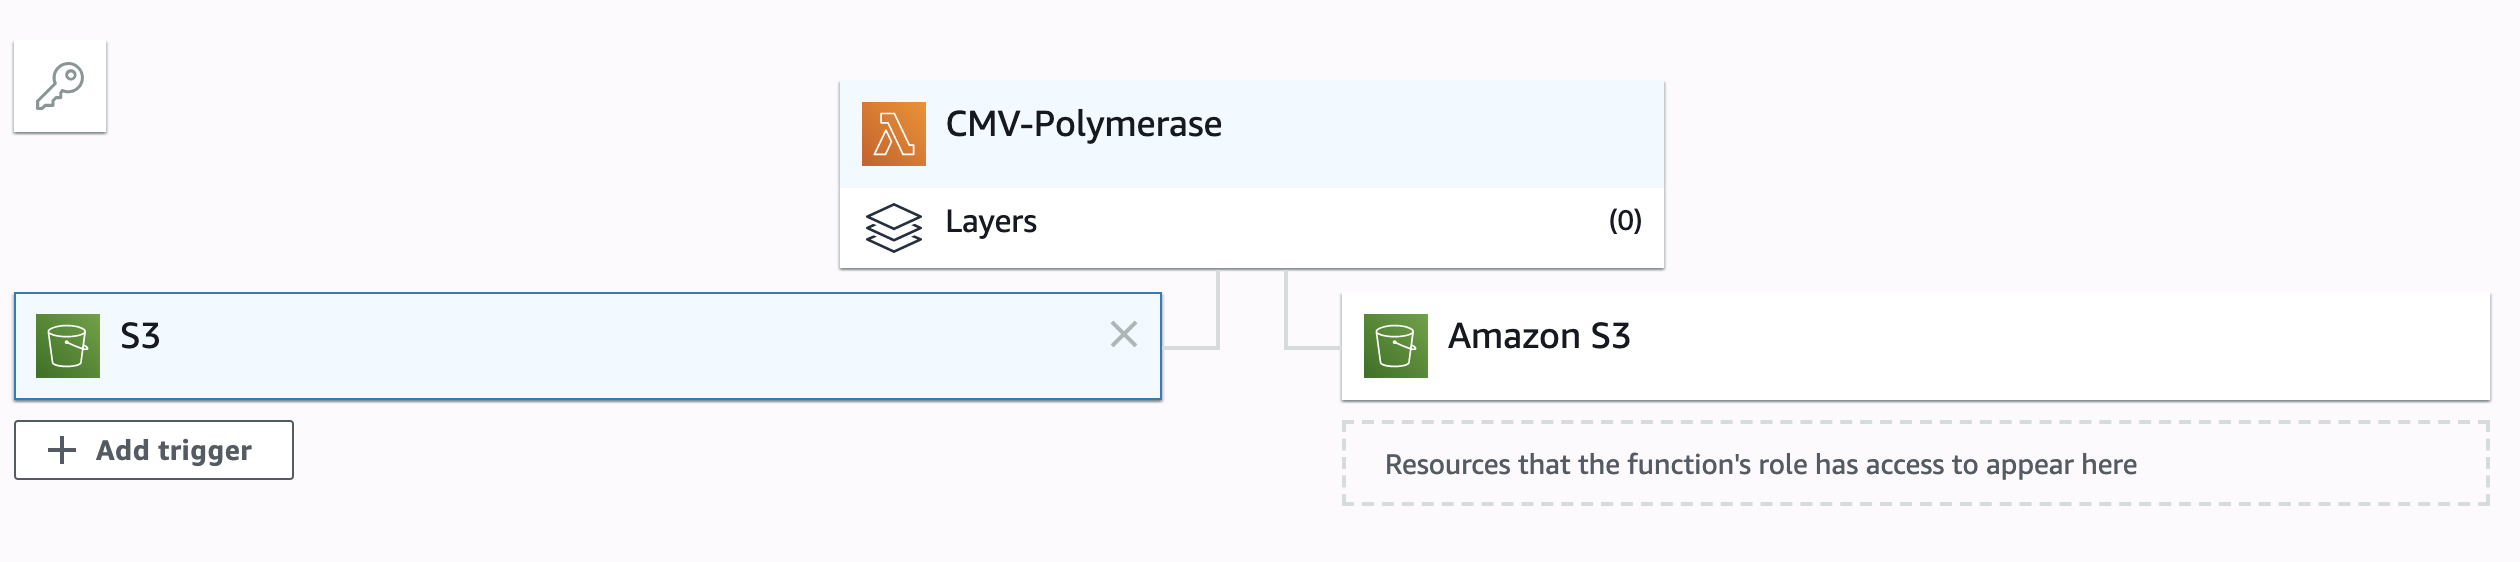 CMV-Polymerase
Layers
(0)
S3
Amazon S3
Add trigger
Resources that the function's role has access to appear here